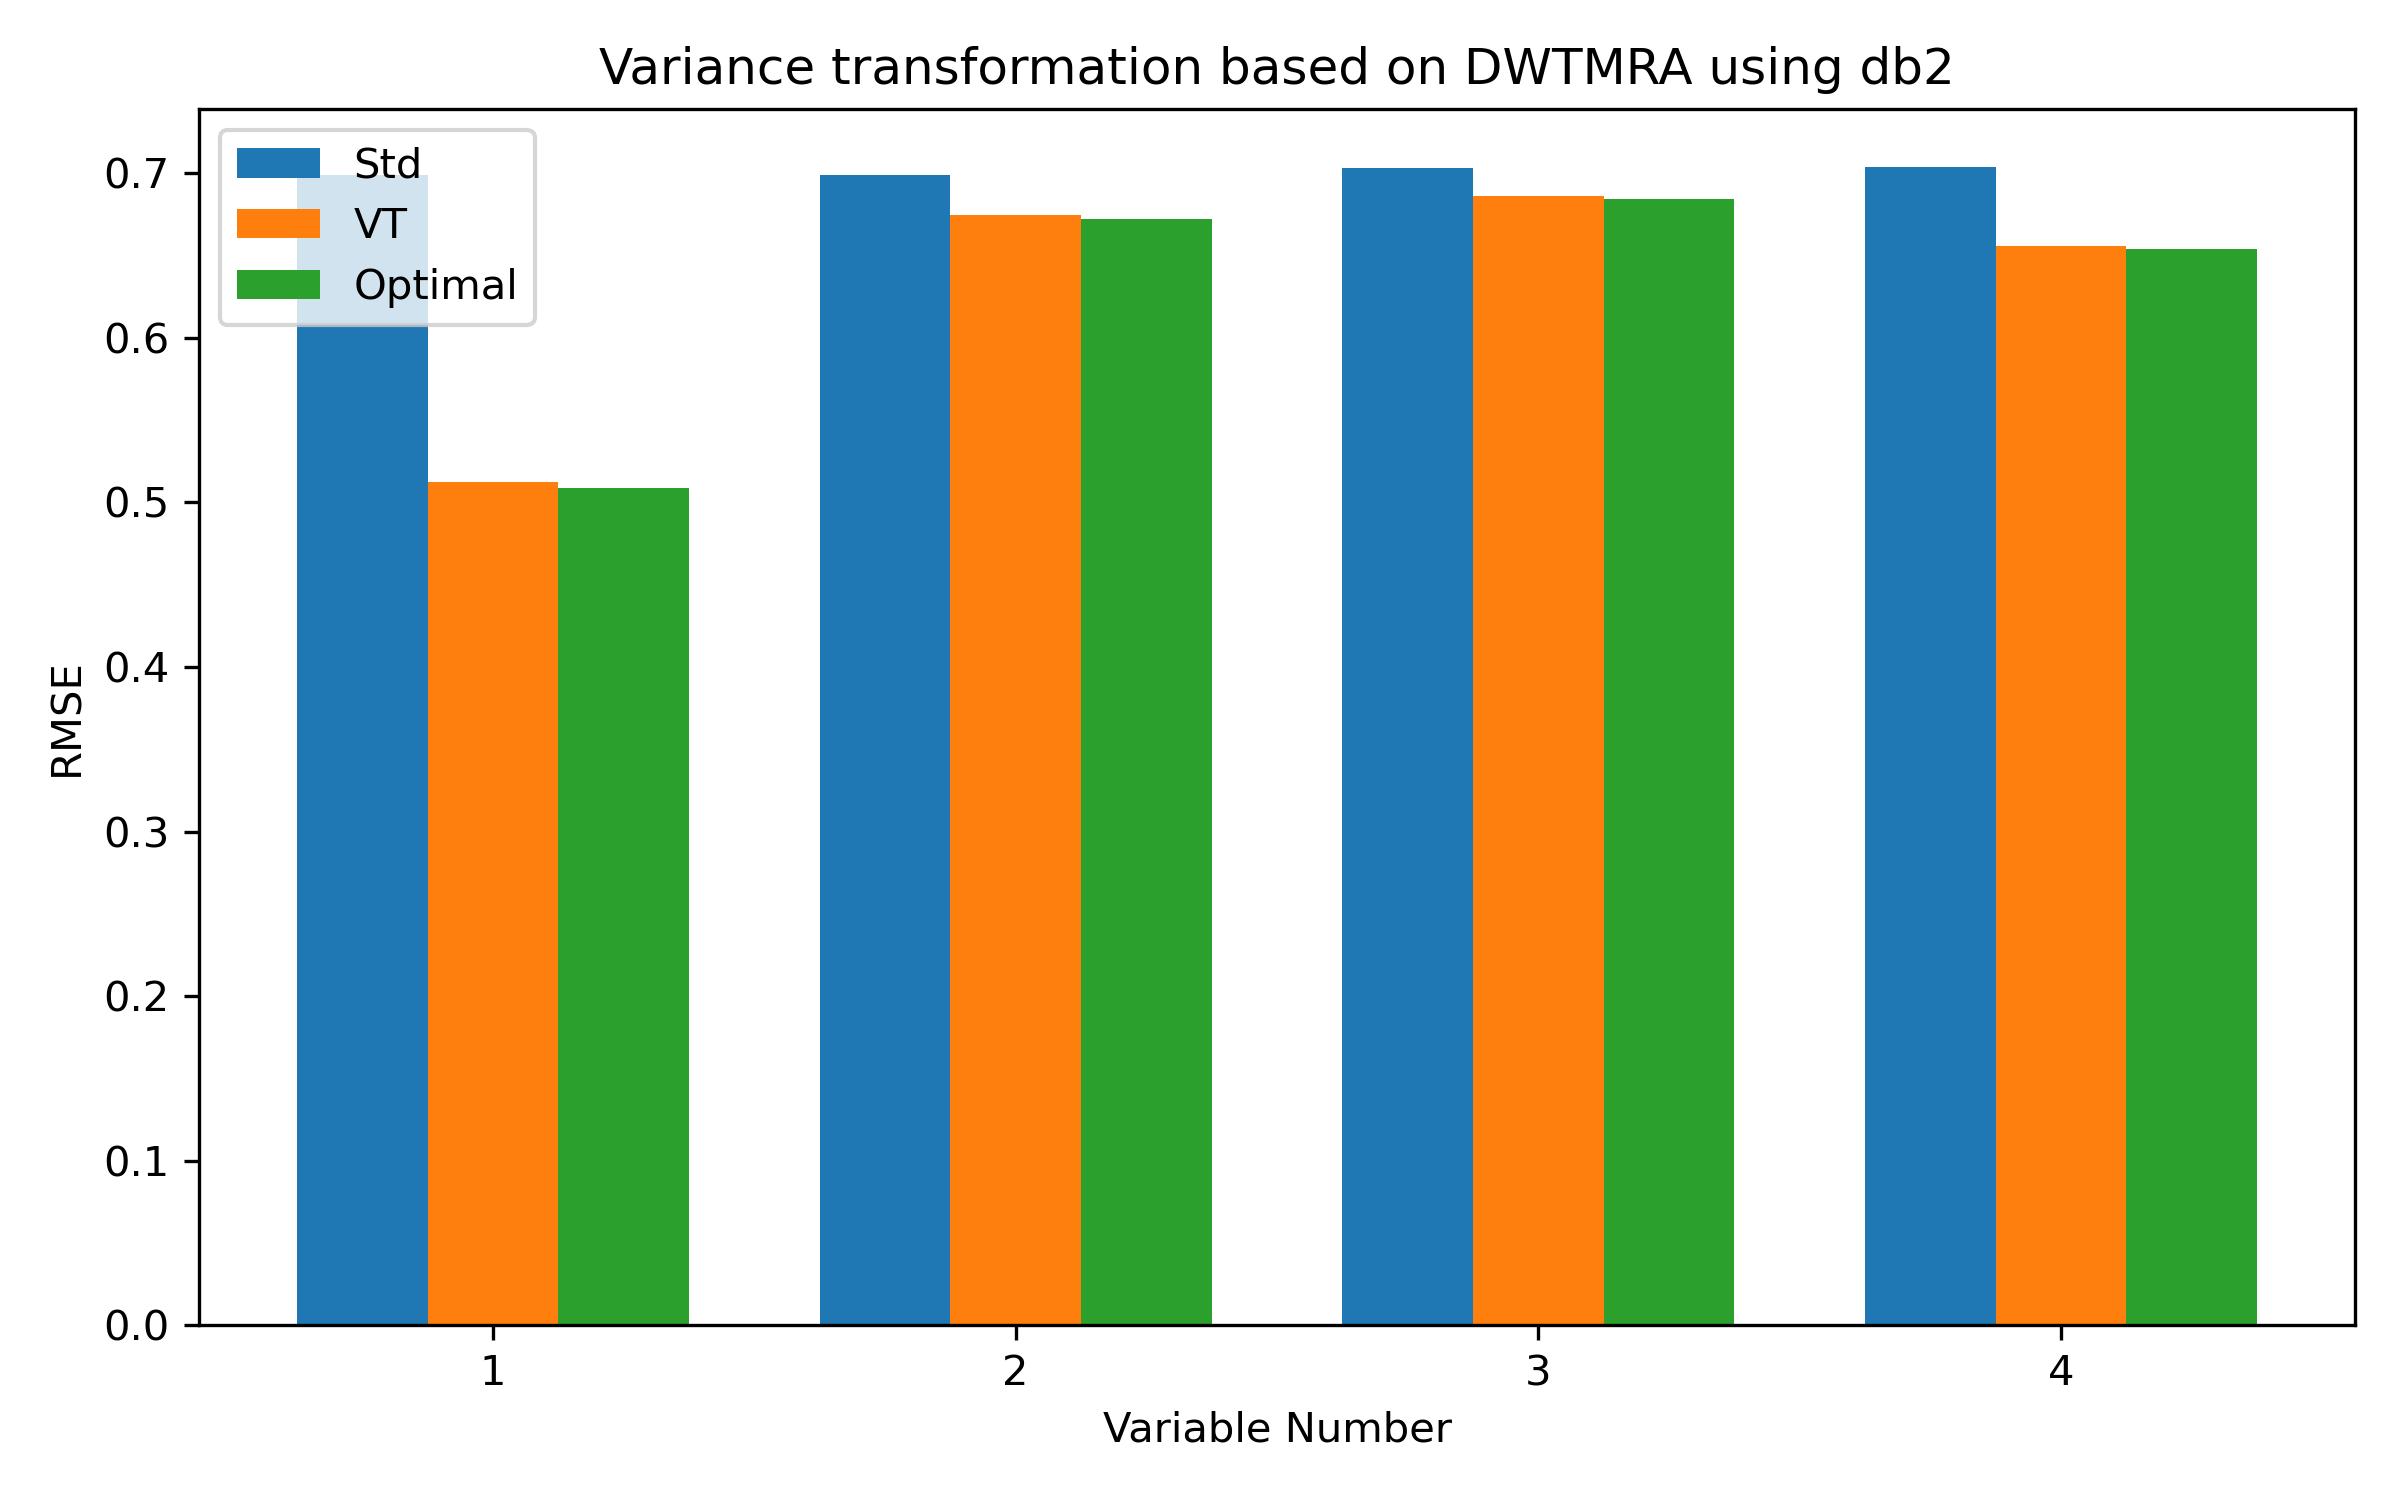 Variance transformation based on DWTMRA using db2
Std
VT
Optimal
0.7
0.6
0.5
0.4
0.3
0.2
0.1
0.0
RMSE
1 2 3 4
Variable Number